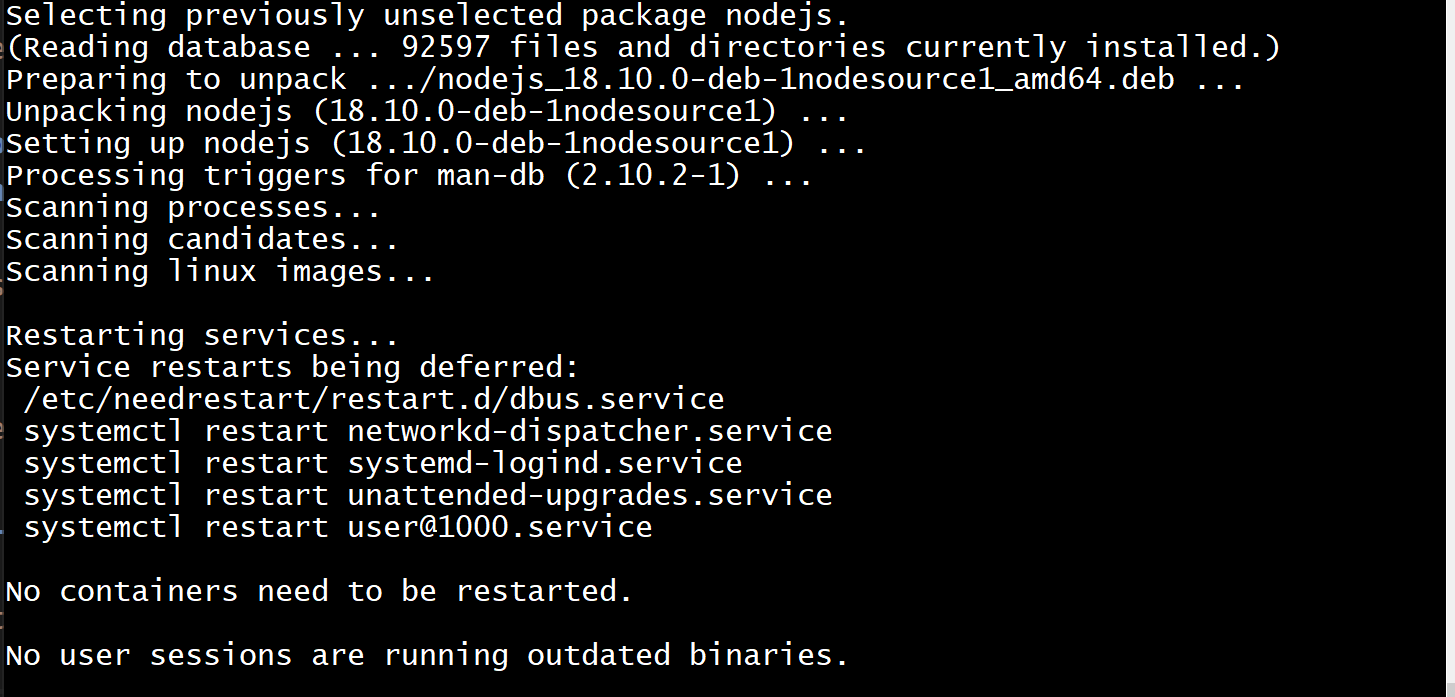 Selecting previously unselected package nodejs.
(Reading database ... 92597 files and directories currently installed.)
Preparing to unpack .../nodejs_18.10.0-deb-1nodesource1_amd64.deb ...
Unpacking nodejs (18.10.0-deb-1nodesource1) ...
Setting up nodejs (18.10.0-deb-1nodesource1) ...
Processing triggers for man-db (2.10.2-1) ...
Scanning processes...
Scanning candidates...
Scanning linux images...
Restarting services...
Service restarts being deferred:
/etc/needrestart/restart.d/dbus.service
systemctl restart networkd-dispatcher.service
systemctl restart systemd-logind.service
systemctl restart unattended-upgrades.service
systemctl restart user@1000.service
No containers need to be restarted.
No user sessions are running outdated binaries.